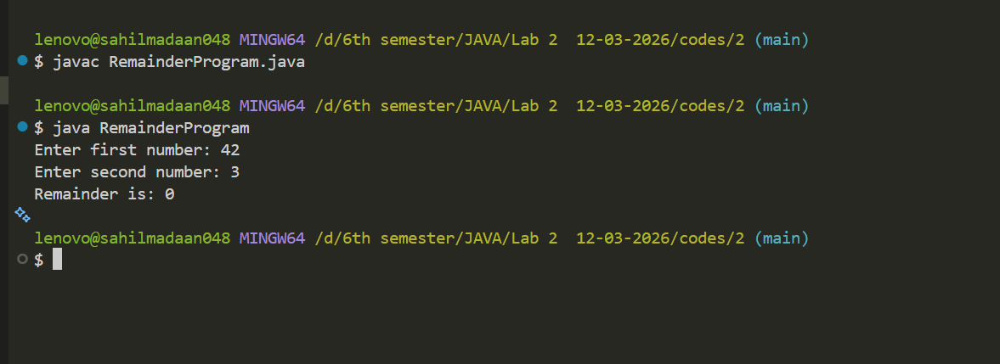 lenovo@sahilmadaan048 MINGW64 /d/6th semester/JAVA/Lab 2  12-03-2026/codes/2 (main)
$ javac RemainderProgram.java
lenovo@sahilmadaan048 MINGW64 /d/6th semester/JAVA/Lab 2  12-03-2026/codes/2 (main)
$ java RemainderProgram
Enter first number: 42
Enter second number: 3
Remainder is: 0
lenovo@sahilmadaan048 MINGW64 /d/6th semester/JAVA/Lab 2  12-03-2026/codes/2 (main)
$